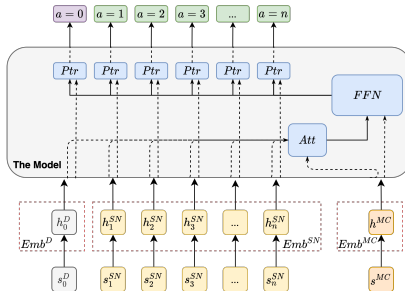 a = 0 a = 1 a = 2 a = 3 ... a = n
Ptr Ptr Ptr Ptr Ptr Ptr FFN
Att
The Model
h_0^D h_1^{SN} h_2^{SN} h_3^{SN} ... h_n^{SN} h^{MC}
Emb^D Emb^{SN} Emb^{MC}
s_0^D s_1^{SN} s_2^{SN} s_3^{SN} ... s_n^{SN} s^{MC}